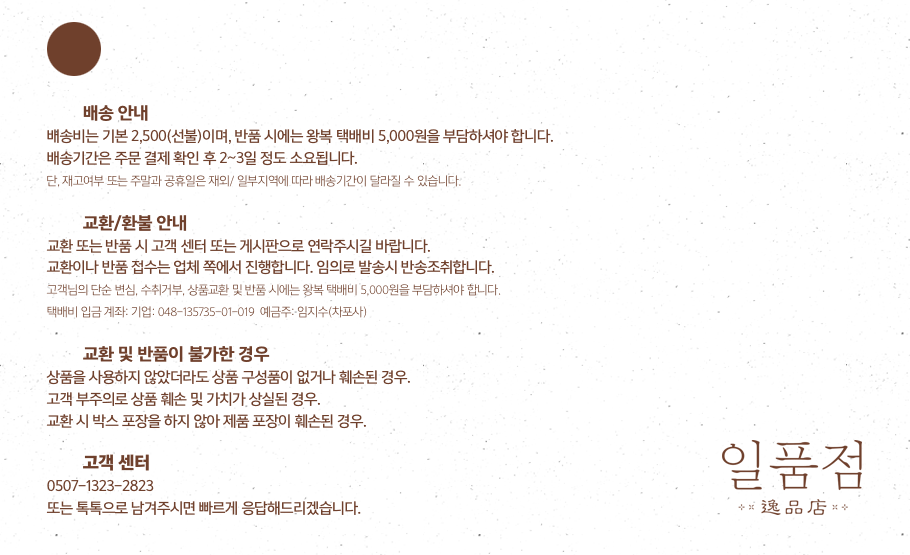 배송 안내
배송비는 기본 2,500(선불)이며, 반품 시에는 왕복 택배비 5,000원을 부담하셔야 합니다.
배송기간은 주문 결제 확인 후 2~3일 정도 소요됩니다.
단, 재고여부 또는 주말과 공휴일은 재외/ 일부지역에 따라 배송기간이 달라질 수 있습니다.
교환/환불 안내
교환 또는 반품 시 고객 센터 또는 게시판으로 연락주시길 바랍니다.
교환이나 반품 접수는 업체 쪽에서 진행합니다. 임의로 발송시 반송조취합니다.
고객님의 단순 변심, 수취거부, 상품교환 및 반품 시에는 왕복 택배비 5,000원을 부담하셔야 합니다.
택배비 입금 계좌: 기업: 048-135735-01-019 예금주: 임지수(차포사)
교환 및 반품이 불가한 경우
상품을 사용하지 않았더라도 상품 구성품이 없거나 훼손된 경우.
고객 부주의로 상품 훼손 및 가치가 상실된 경우.
교환 시 박스 포장을 하지 않아 제품 포장이 훼손된 경우.
고객 센터
0507-1323-2823
또는 톡톡으로 남겨주시면 빠르게 응답해드리겠습니다.
일품점
逸品店